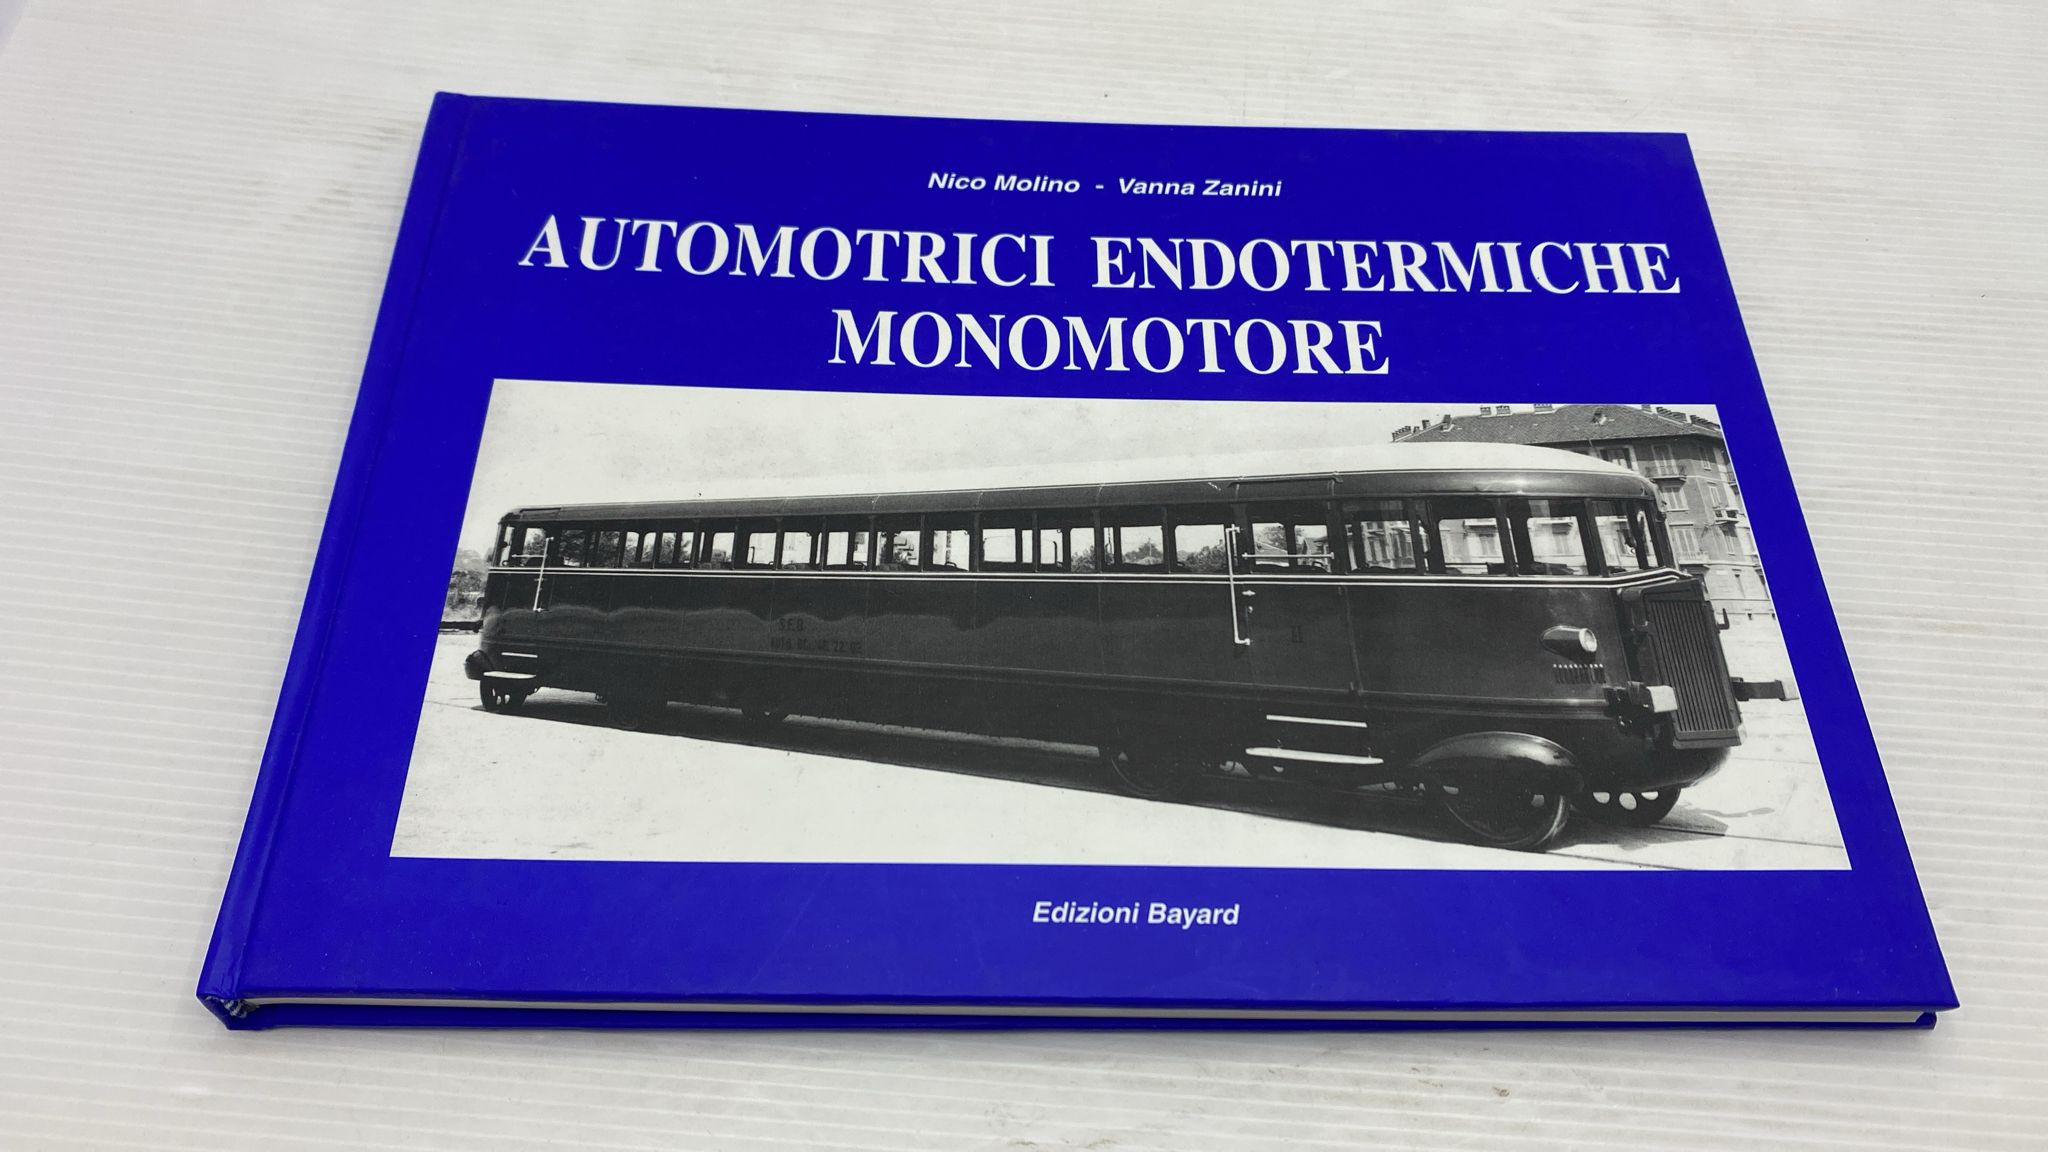 Nico Molino - Vanna Zanini
AUTOMOTRICI ENDOTERMICHE
MONOMOTORE
Edizioni Bayard